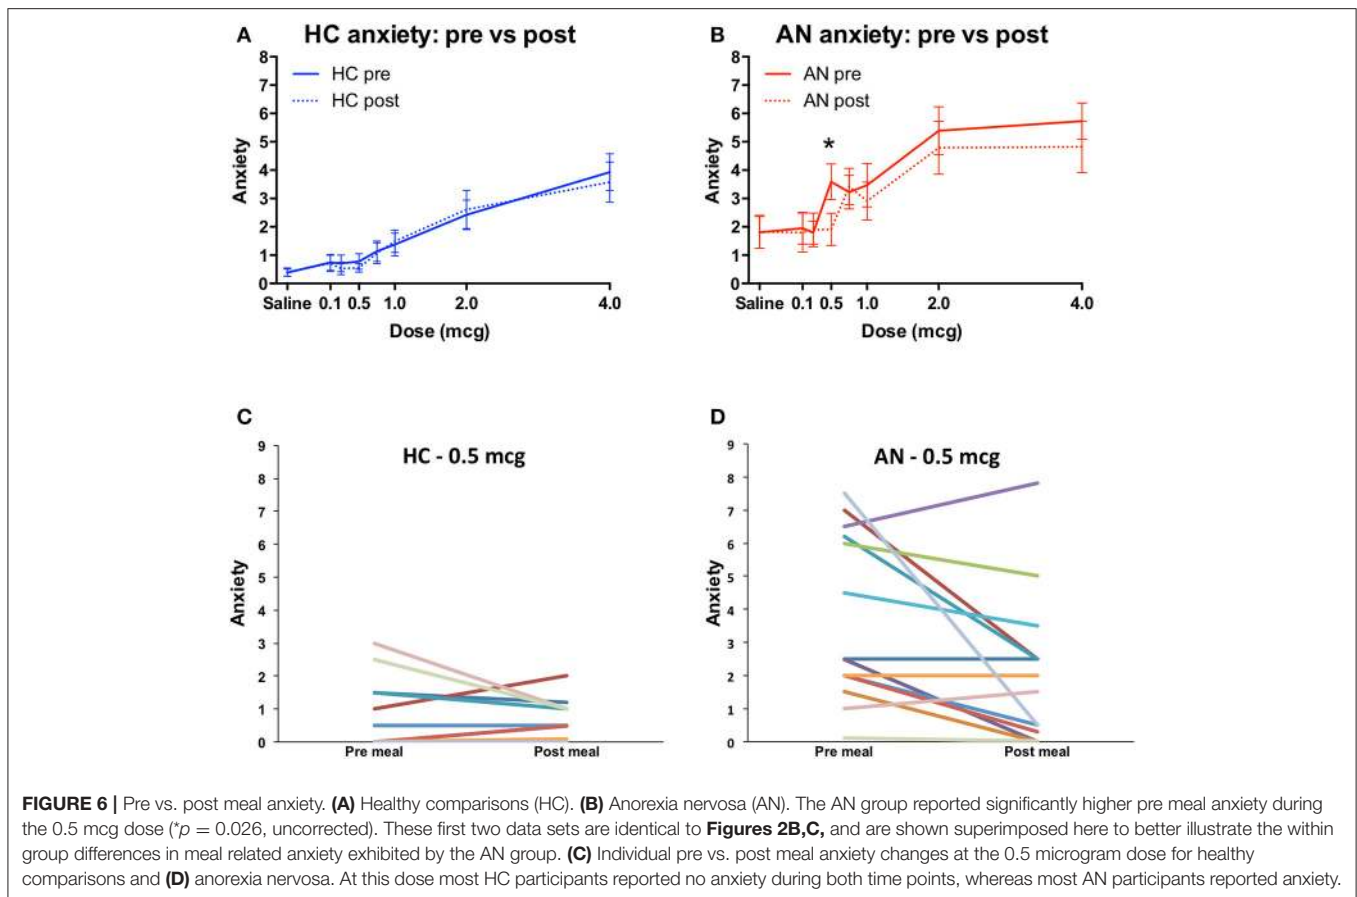 A
HC anxiety: pre vs post
8
7
6
5
4
3
2
1
0
Anxiety
HC pre
HC post
Saline 0.1 0.5 1.0 2.0 4.0
Dose (mcg)
B
AN anxiety: pre vs post
8
7
6
5
4
3
2
1
0
Anxiety
AN pre
AN post
*
Saline 0.1 0.5 1.0 2.0 4.0
Dose (mcg)
C
HC - 0.5 mcg
9
8
7
6
5
4
3
2
1
0
Anxiety
Pre meal Post meal
D
AN - 0.5 mcg
9
8
7
6
5
4
3
2
1
0
Anxiety
Pre meal Post meal
FIGURE 6 | Pre vs. post meal anxiety. (A) Healthy comparisons (HC). (B) Anorexia nervosa (AN). The AN group reported significantly higher pre meal anxiety during
the 0.5 mcg dose (*p = 0.026, uncorrected). These first two data sets are identical to Figures 2B,C, and are shown superimposed here to better illustrate the within
group differences in meal related anxiety exhibited by the AN group. (C) Individual pre vs. post meal anxiety changes at the 0.5 microgram dose for healthy
comparisons and (D) anorexia nervosa. At this dose most HC participants reported no anxiety during both time points, whereas most AN participants reported anxiety.